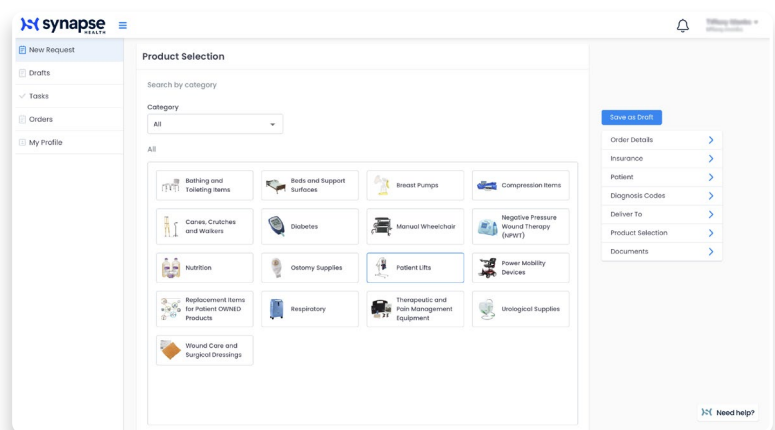 synapse
HEALTH
New Request
Drafts
Tasks
Orders
My Profile
Product Selection
Search by category
Category
All
All
Bathing and
Toileting Items
Beds and Support
Surfaces
Breast Pumps
Compression Items
Canes, Crutches
and Walkers
Diabetes
Manual Wheelchair
Negative Pressure
Wound Therapy
(NPWT)
Nutrition
Ostomy Supplies
Patient Lifts
Power Mobility
Devices
Replacement Items
for Patient OWNED
Products
Respiratory
Therapeutic and
Pain Management
Equipment
Urological Supplies
Wound Care and
Surgical Dressings
Save as Draft
Order Details
Insurance
Patient
Diagnosis Codes
Deliver To
Product Selection
Documents
Need help?